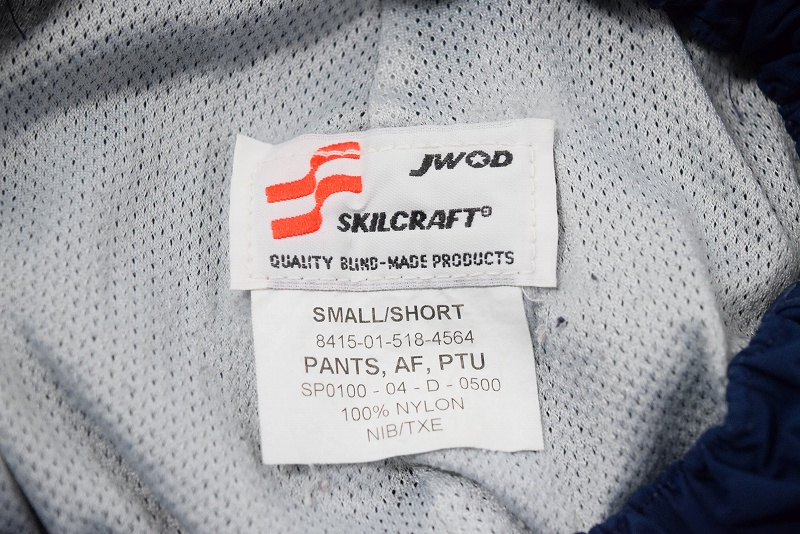 JWOD
SKILCRAFT®
QUALITY BLIND-MADE PRODUCTS
SMALL/SHORT
8415-01-518-4564
PANTS, AF, PTU
SP0100 - 04 - D - 0500
100% NYLON
NIB/TXE